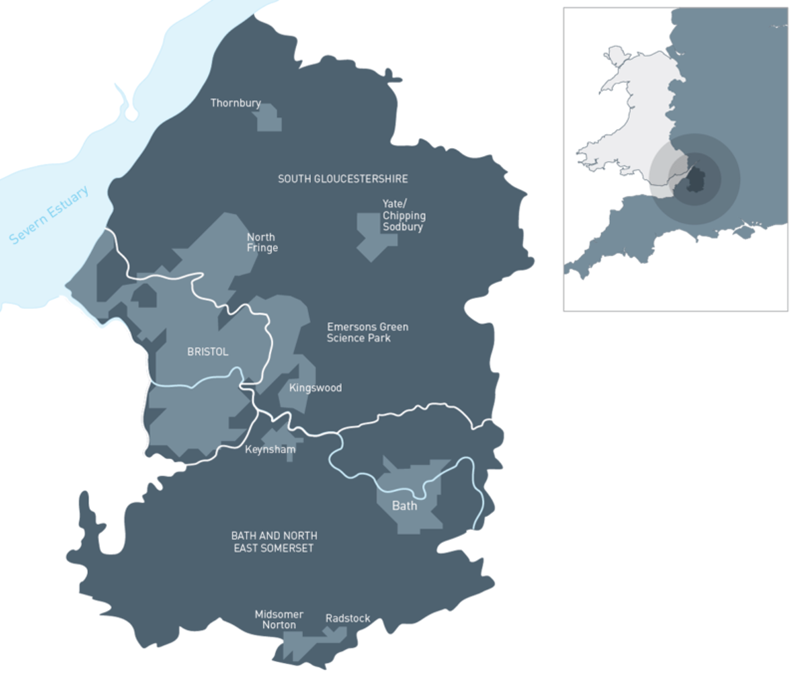 Thornbury
SOUTH GLOUCESTERSHIRE
Severn Estuary
Yate/
Chipping
Sodbury
North
Fringe
Emersons Green
Science Park
BRISTOL
Kingswood
Keynsham
Bath
BATH AND NORTH
EAST SOMERSET
Midsomer
Norton
Radstock